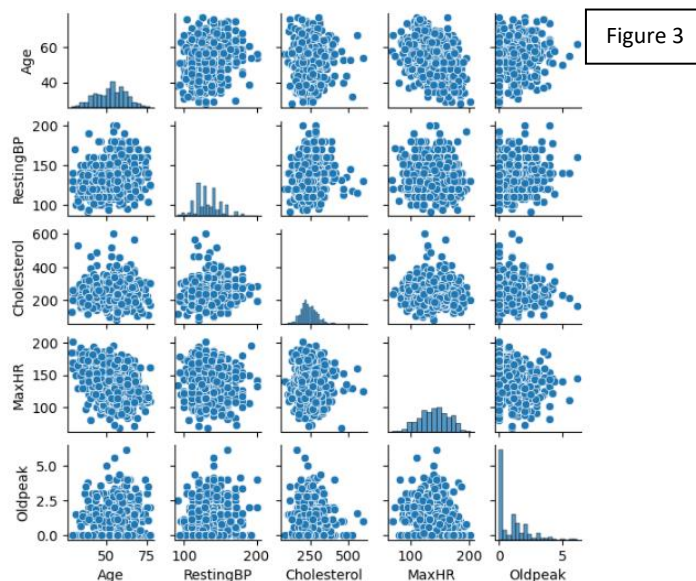 Figure 3
Age
60
40
RestingBP
200
150
100
Cholesterol
600
400
200
MaxHR
200
150
100
Oldpeak
5.0
2.5
0.0
50 75
100 200
250 500
100 200
0 5
Age RestingBP Cholesterol MaxHR Oldpeak